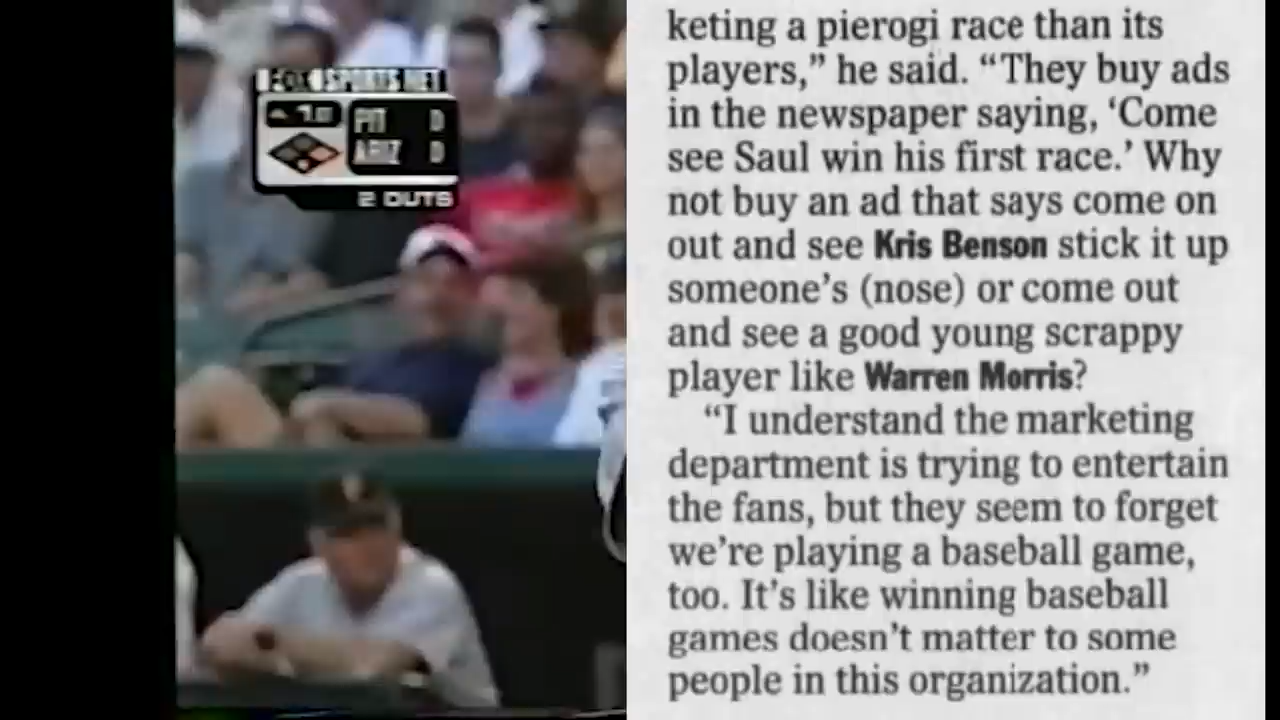 FOX SPORTS NET
PIT 0
ARIZ 0
2 OUTS
keting a pierogi race than its
players,” he said. “They buy ads
in the newspaper saying, ‘Come
see Saul win his first race.’ Why
not buy an ad that says come on
out and see Kris Benson stick it up
someone’s (nose) or come out
and see a good young scrappy
player like Warren Morris?
“I understand the marketing
department is trying to entertain
the fans, but they seem to forget
we’re playing a baseball game,
too. It’s like winning baseball
games doesn’t matter to some
people in this organization.”